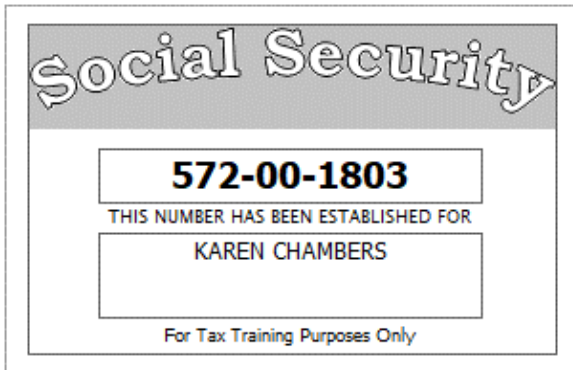 Social Security
572-00-1803
THIS NUMBER HAS BEEN ESTABLISHED FOR
KAREN CHAMBERS
For Tax Training Purposes Only